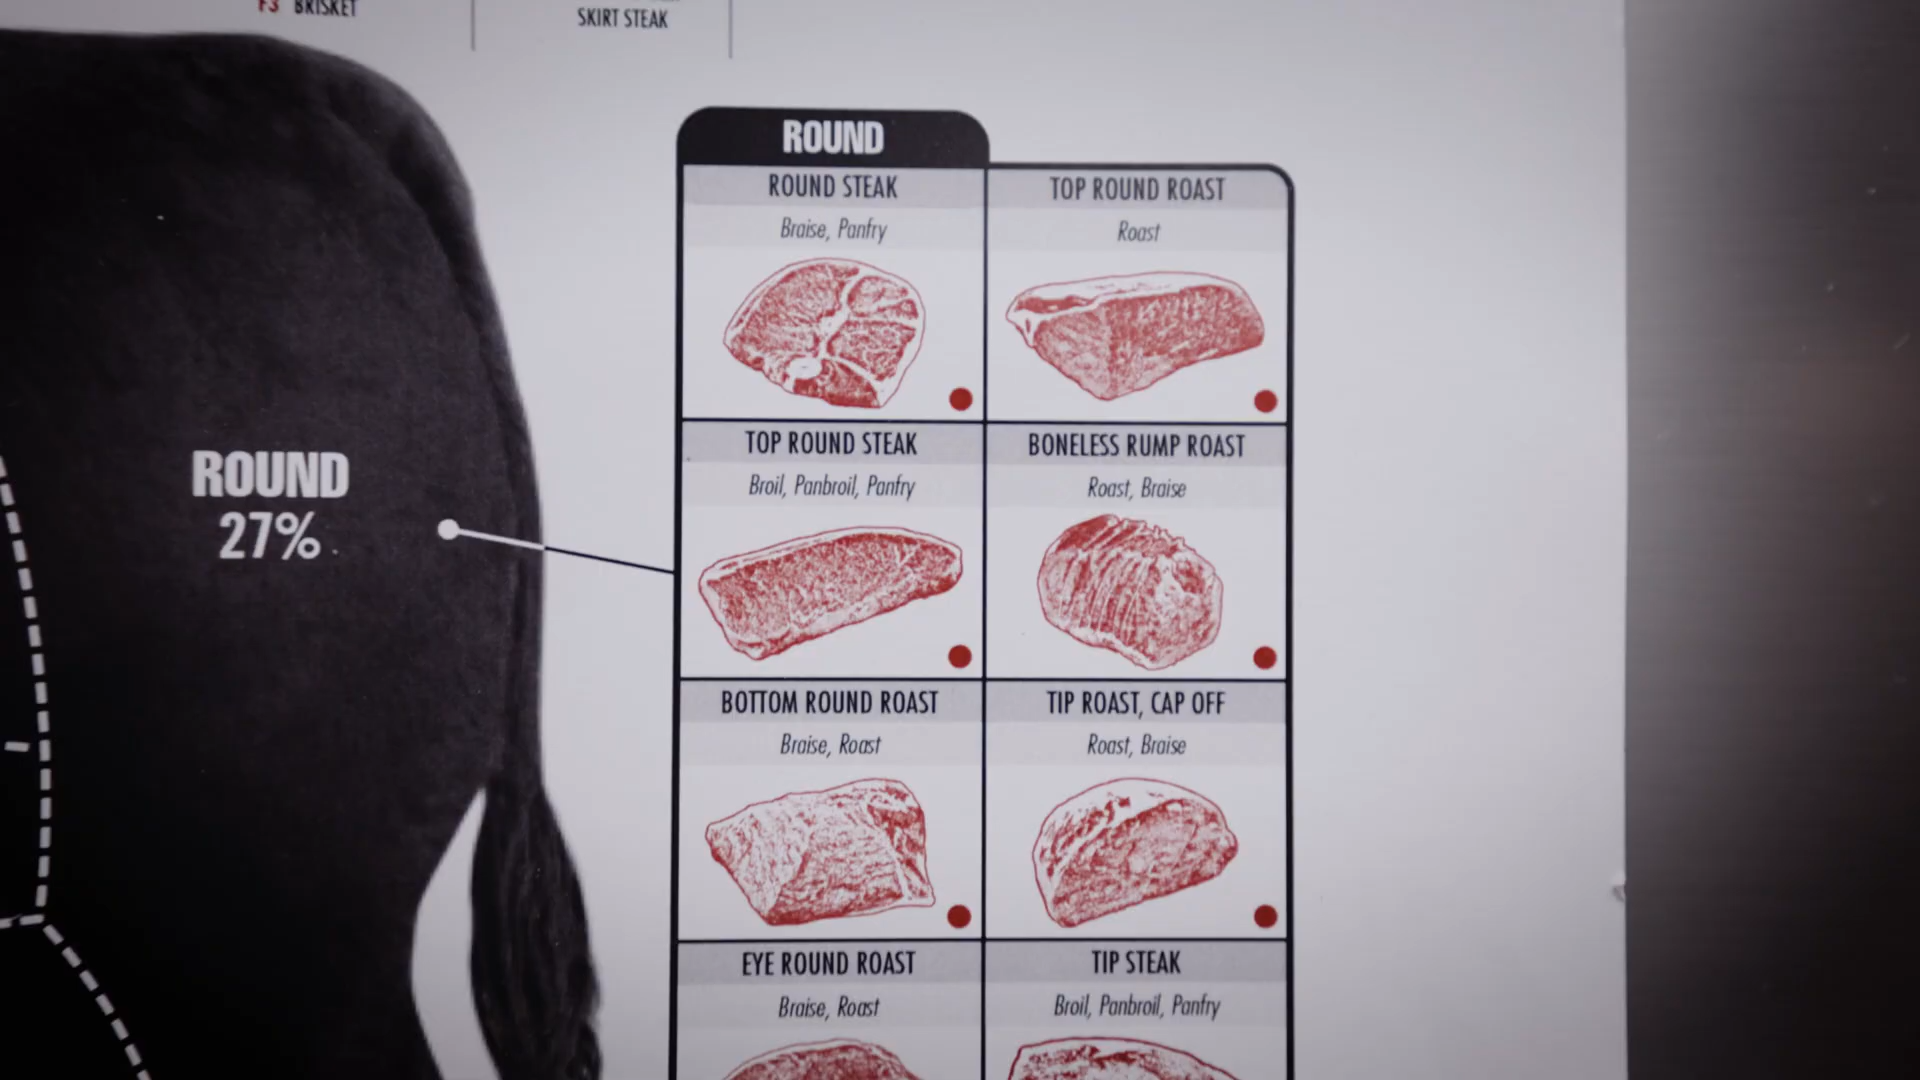 F3 BRISKET
SKIRT STEAK
ROUND
27%
ROUND
ROUND STEAK
Braise, Panfry
TOP ROUND ROAST
Roast
TOP ROUND STEAK
Broil, Panbroil, Panfry
BONELESS RUMP ROAST
Roast, Braise
BOTTOM ROUND ROAST
Braise, Roast
TIP ROAST, CAP OFF
Roast, Braise
EYE ROUND ROAST
Braise, Roast
TIP STEAK
Broil, Panbroil, Panfry